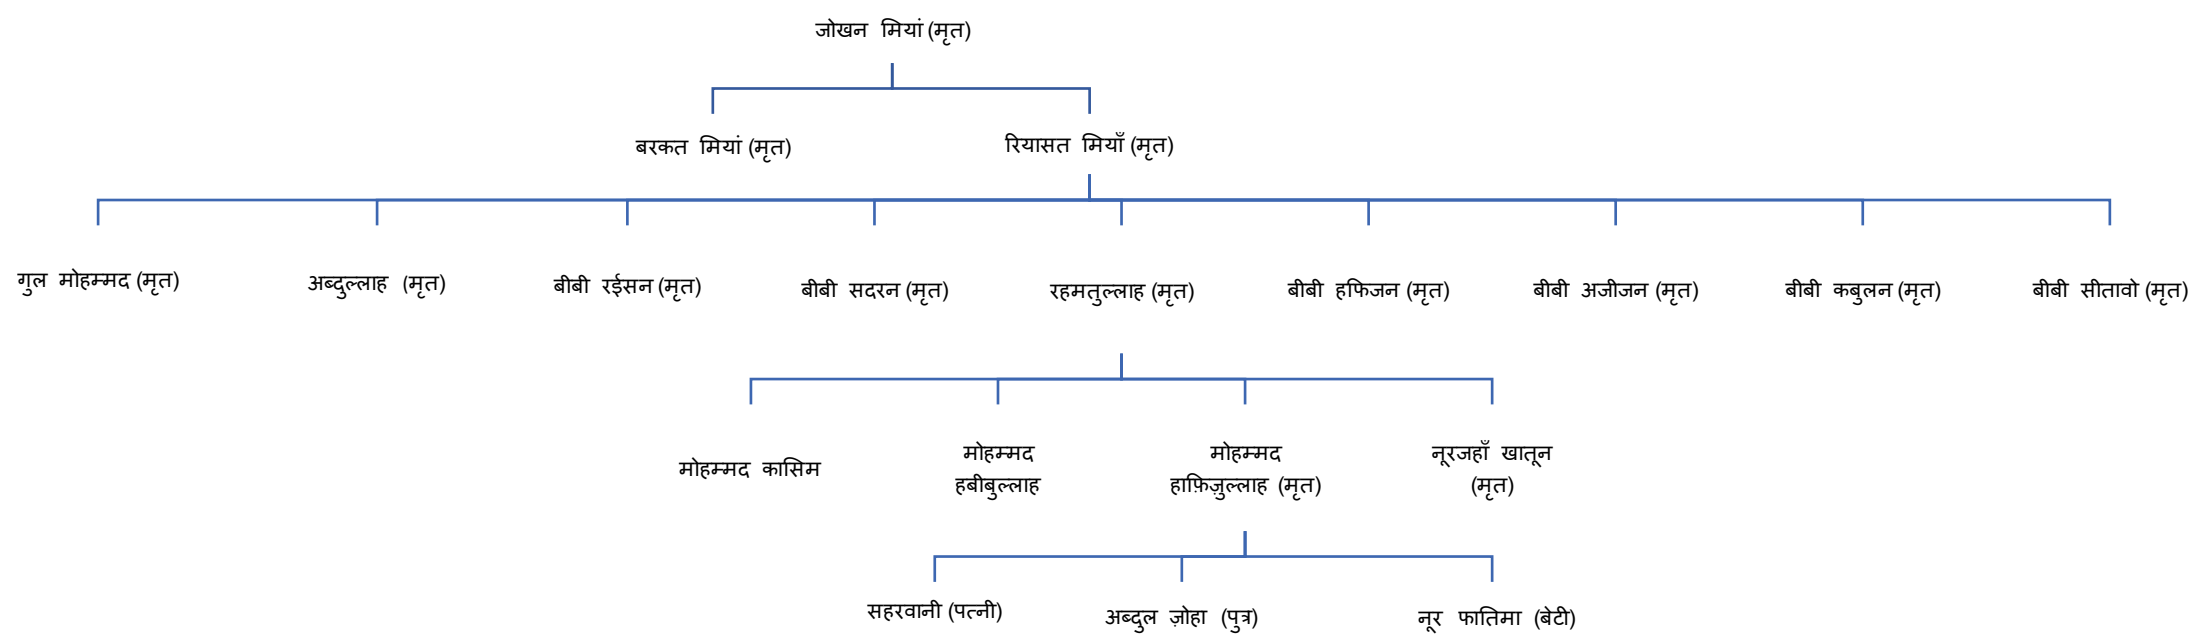 जोखन मियां (मृत)
बरकत मियां (मृत)
रियासत मियाँ (मृत)
गुल मोहम्मद (मृत)
अब्दुल्लाह (मृत)
बीबी रईसन (मृत)
बीबी सदरन (मृत)
रहमतुल्लाह (मृत)
बीबी हफिजन (मृत)
बीबी अजीजन (मृत)
बीबी कबुलन (मृत)
बीबी सीतावो (मृत)
मोहम्मद कासिम
मोहम्मद
हबीबुल्लाह
मोहम्मद
हाफ़िज़ुल्लाह (मृत)
नूरजहाँ खातून
(मृत)
सहरवानी (पत्नी)
अब्दुल ज़ोहा (पुत्र)
नूर फातिमा (बेटी)